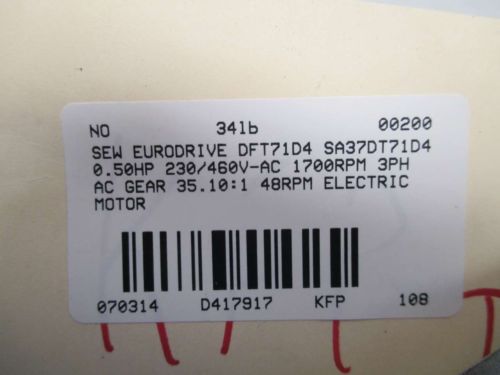 NO 34lb 00200
SEW EURODRIVE DFT71D4 SA37DT71D4
0.50HP 230/460V-AC 1700RPM 3PH
AC GEAR 35.10:1 48RPM ELECTRIC
MOTOR
070314 D417917 KFP 108